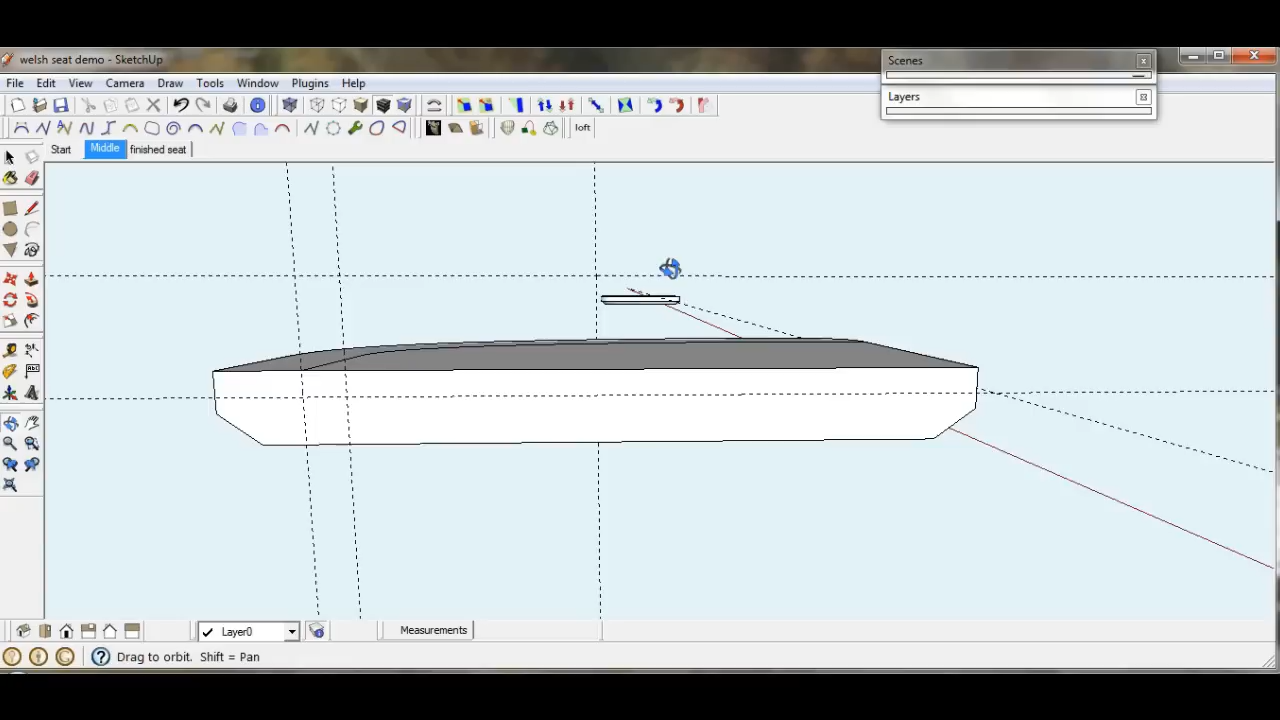 welsh seat demo - SketchUp
Scenes
File Edit View Camera Draw Tools Window Plugins Help
Layers
loft
Start Middle finished seat
Layer0 Measurements
Drag to orbit. Shift = Pan